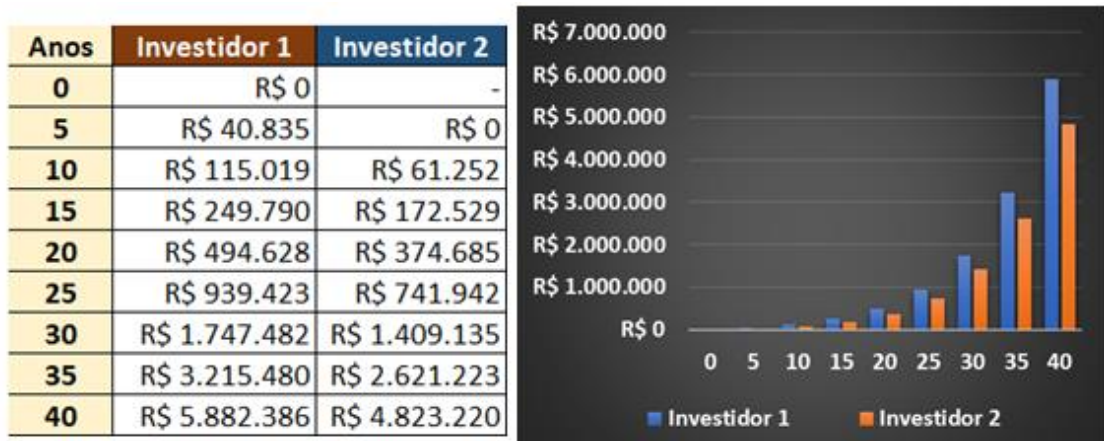 Anos Investidor 1 Investidor 2
0 R$ 0 -
5 R$ 40.835 R$ 0
10 R$ 115.019 R$ 61.252
15 R$ 249.790 R$ 172.529
20 R$ 494.628 R$ 374.685
25 R$ 939.423 R$ 741.942
30 R$ 1.747.482 R$ 1.409.135
35 R$ 3.215.480 R$ 2.621.223
40 R$ 5.882.386 R$ 4.823.220
R$ 7.000.000
R$ 6.000.000
R$ 5.000.000
R$ 4.000.000
R$ 3.000.000
R$ 2.000.000
R$ 1.000.000
R$ 0
0 5 10 15 20 25 30 35 40
Investidor 1 Investidor 2